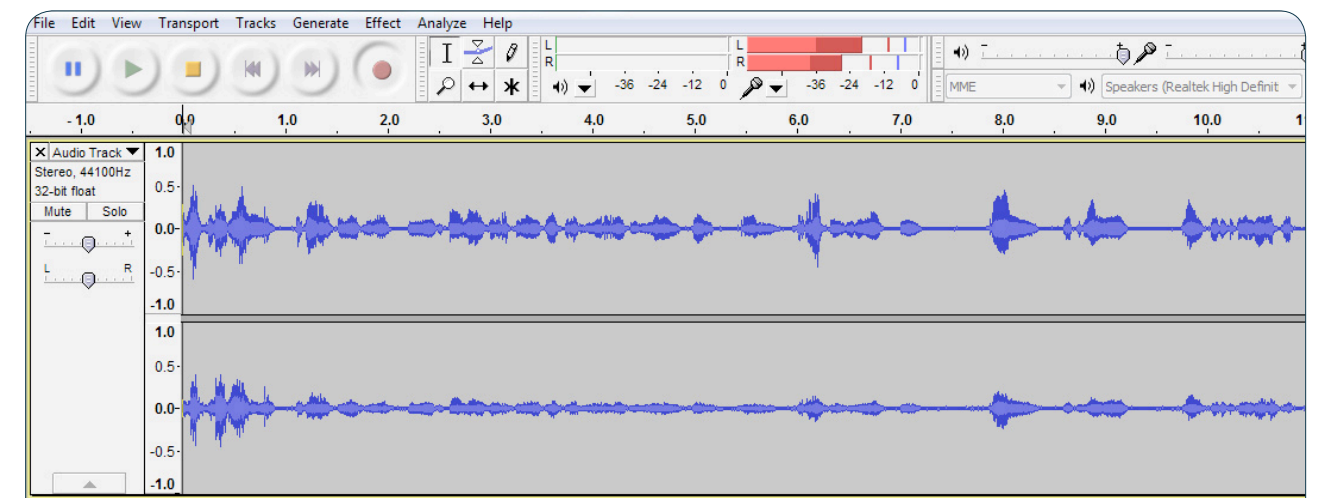 File Edit View Transport Tracks Generate Effect Analyze Help
L
R
-36 -24 -12 0
L
R
-36 -24 -12 0
MME
Speakers (Realtek High Definit
- 1.0 0.0 1.0 2.0 3.0 4.0 5.0 6.0 7.0 8.0 9.0 10.0
Audio Track
Stereo, 44100Hz
32-bit float
Mute Solo
- +
L R
1.0
0.5
0.0
-0.5
-1.0
1.0
0.5
0.0
-0.5
-1.0